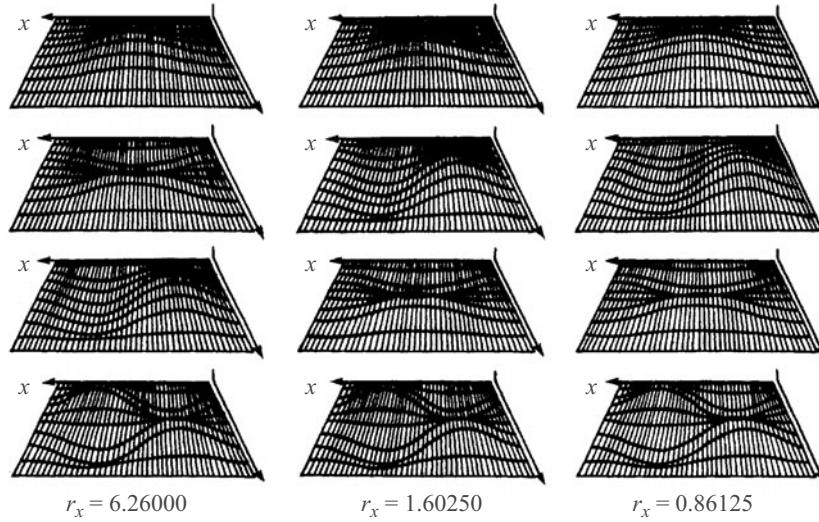 x x x
x x x
x x x
x x x
r_x = 6.26000 r_x = 1.60250 r_x = 0.86125